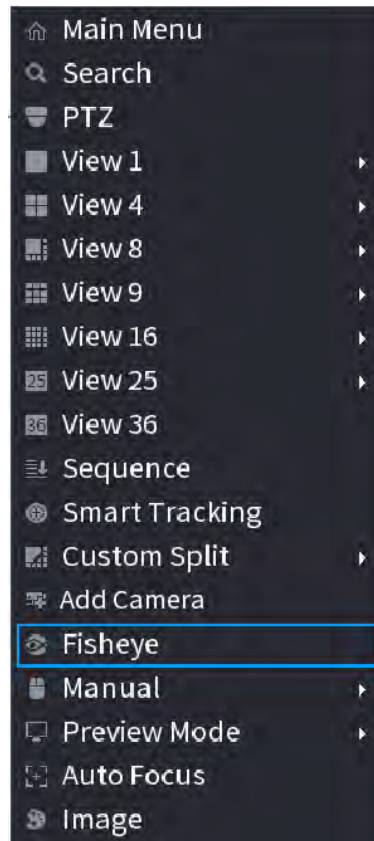 Main Menu
Search
PTZ
View 1
View 4
View 8
View 9
View 16
25 View 25
36 View 36
Sequence
Smart Tracking
Custom Split
Add Camera
Fisheye
Manual
Preview Mode
Auto Focus
Image